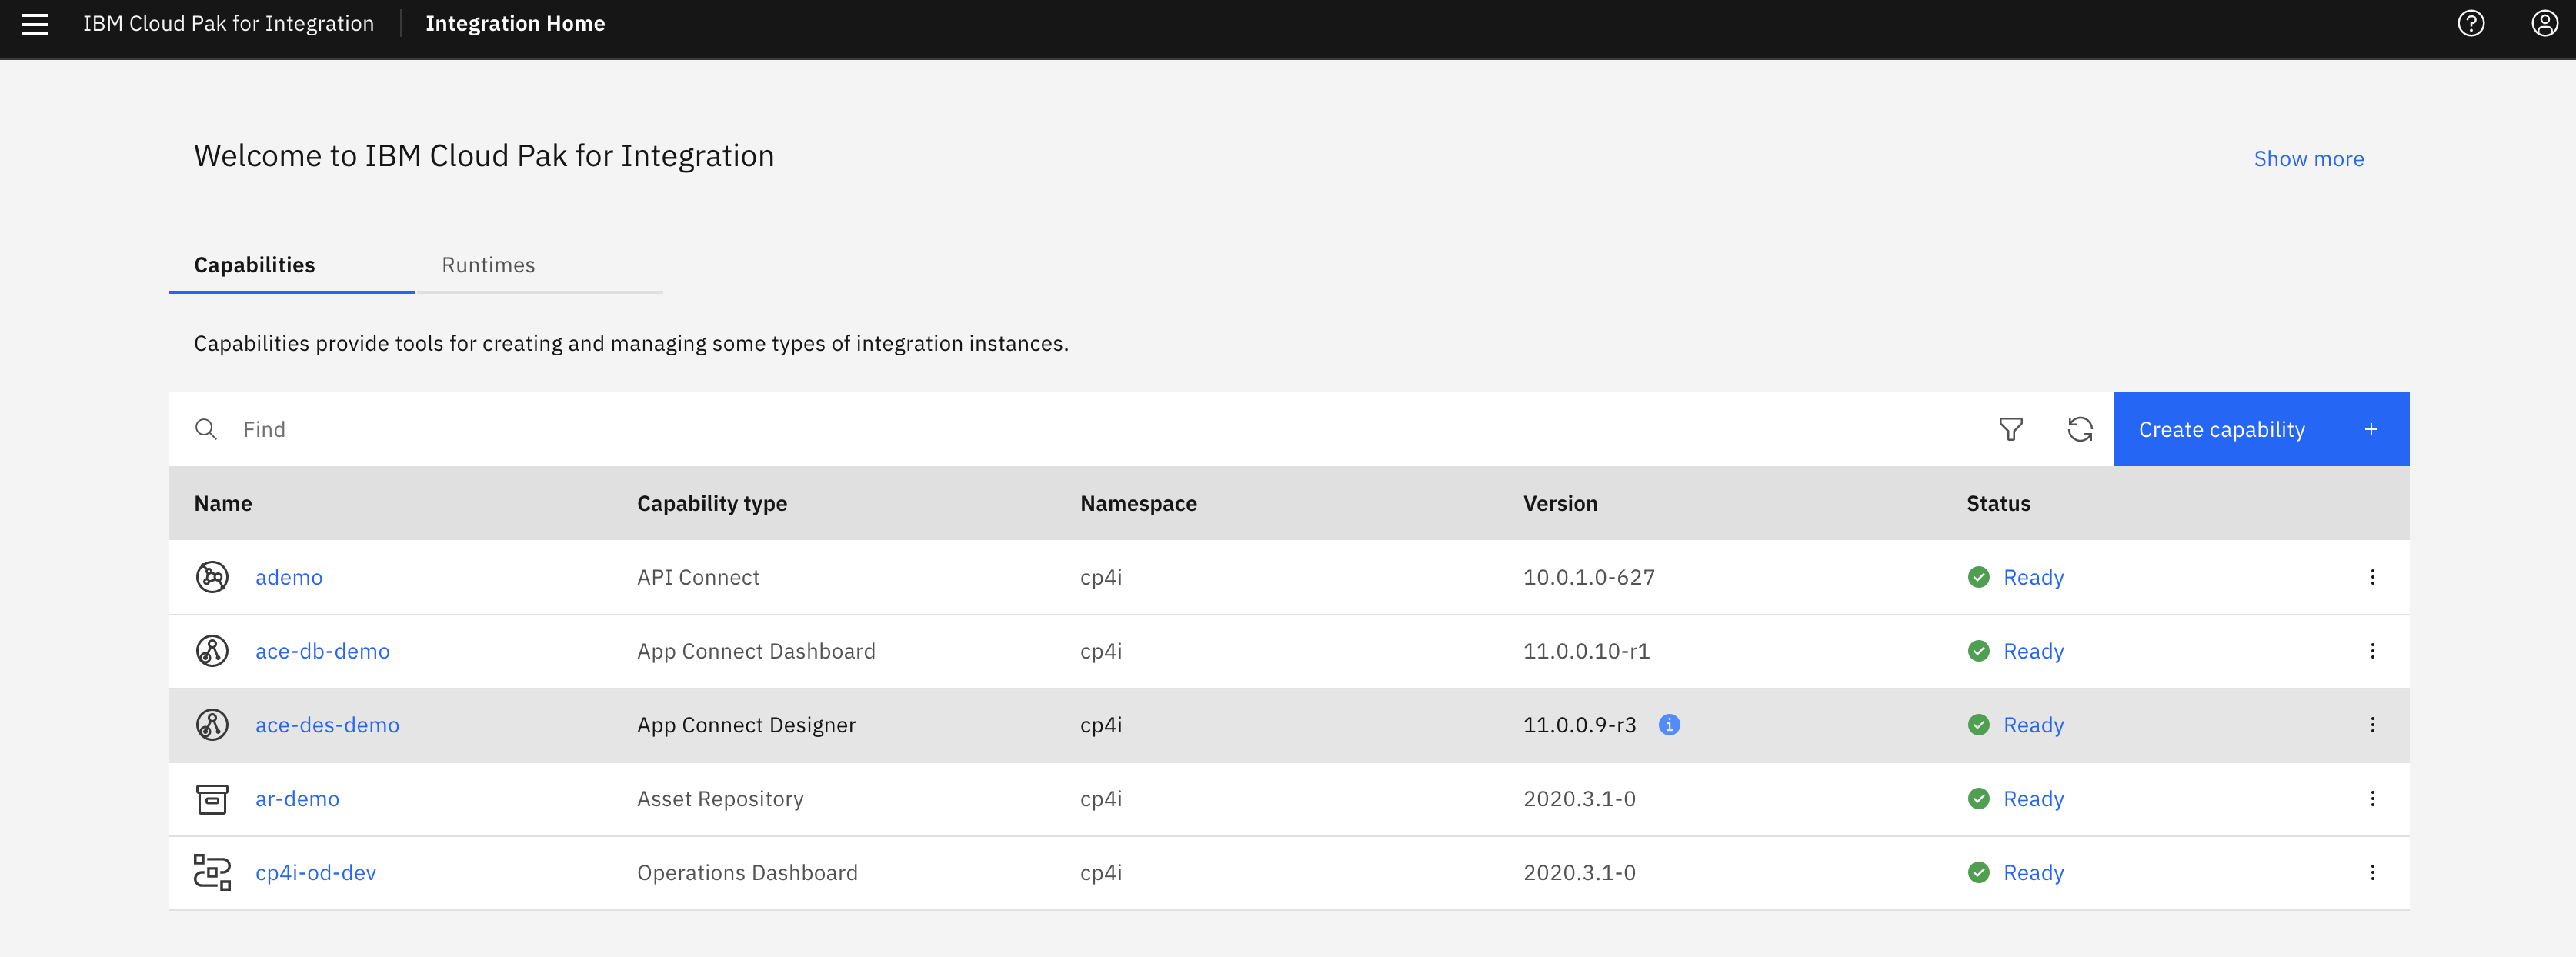 IBM Cloud Pak for Integration | Integration Home
Welcome to IBM Cloud Pak for Integration Show more
Capabilities Runtimes
Capabilities provide tools for creating and managing some types of integration instances.
Find Create capability +
Name Capability type Namespace Version Status
ademo API Connect cp4i 10.0.1.0-627 Ready
ace-db-demo App Connect Dashboard cp4i 11.0.0.10-r1 Ready
ace-des-demo App Connect Designer cp4i 11.0.0.9-r3 Ready
ar-demo Asset Repository cp4i 2020.3.1-0 Ready
cp4i-od-dev Operations Dashboard cp4i 2020.3.1-0 Ready